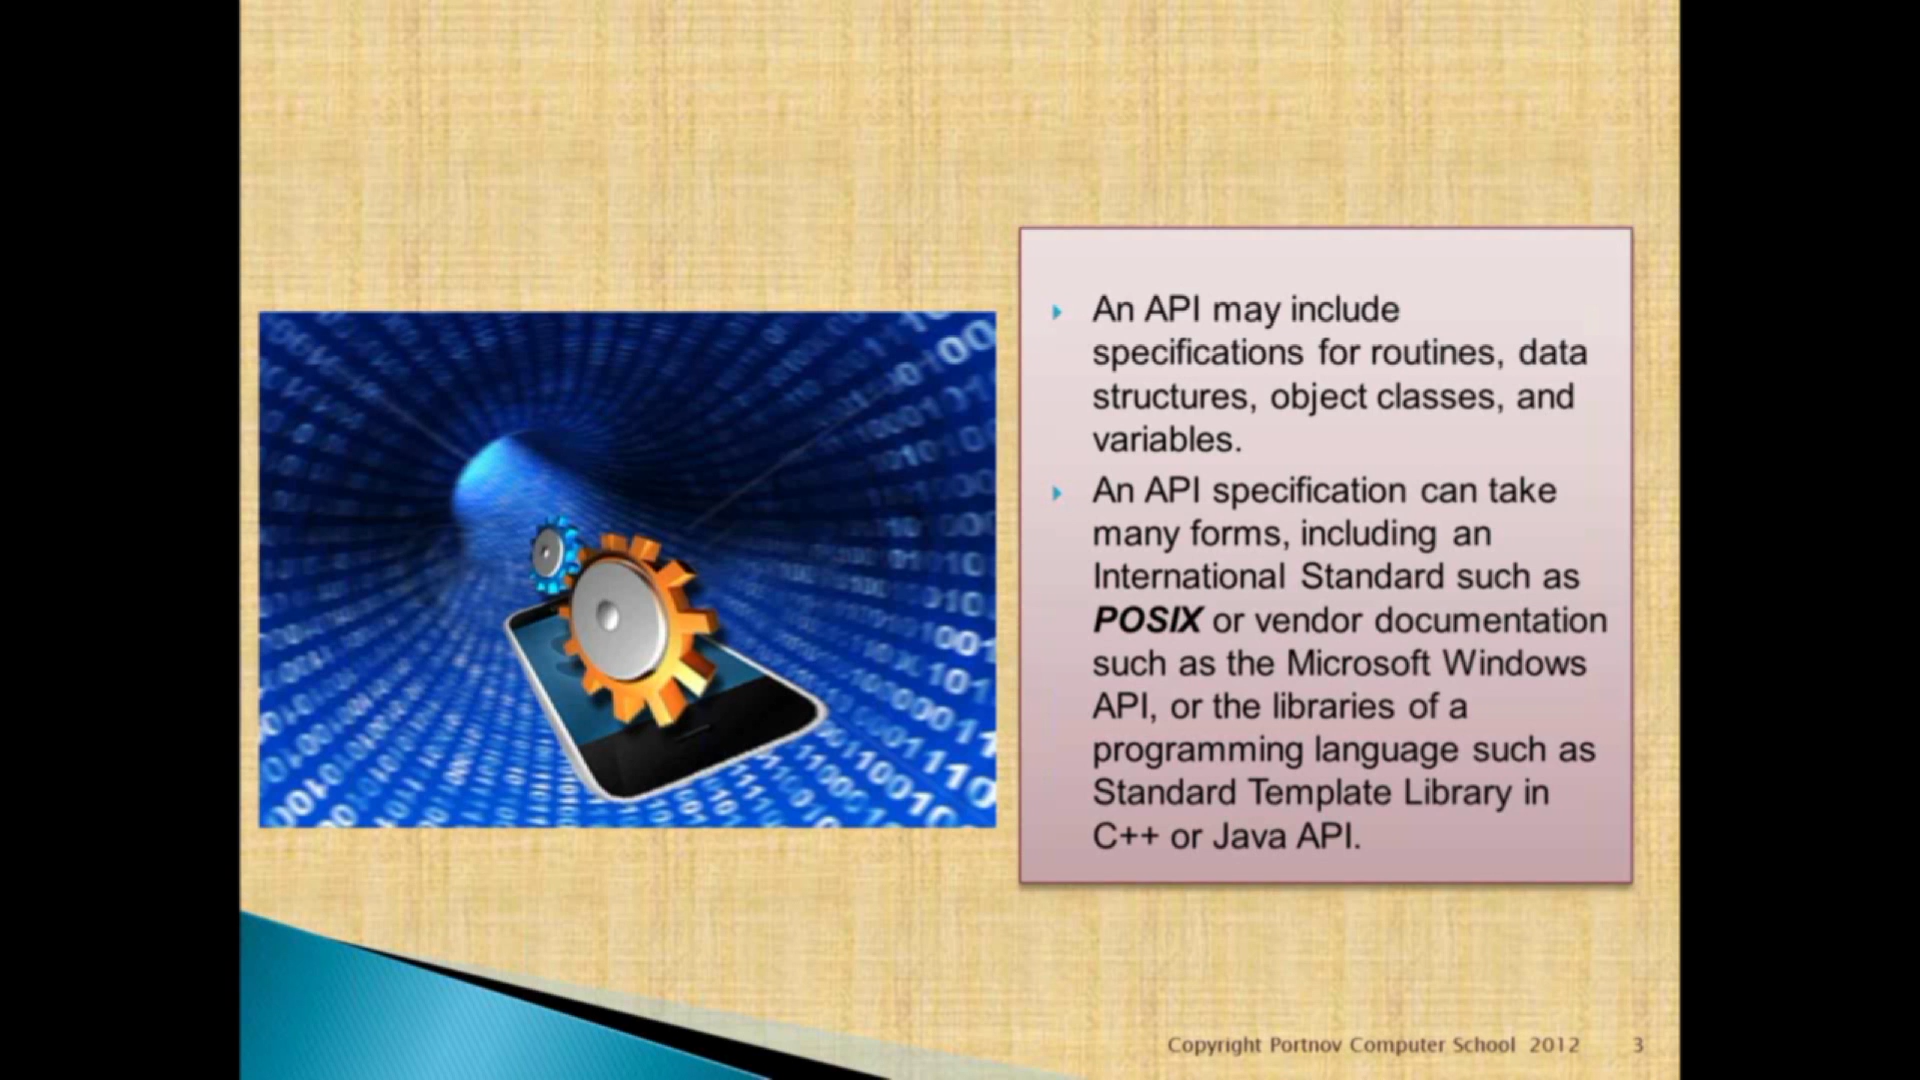 An API may include
specifications for routines, data
structures, object classes, and
variables.
An API specification can take
many forms, including an
International Standard such as
POSIX or vendor documentation
such as the Microsoft Windows
API, or the libraries of a
programming language such as
Standard Template Library in
C++ or Java API.
Copyright Portnov Computer School 2012 3